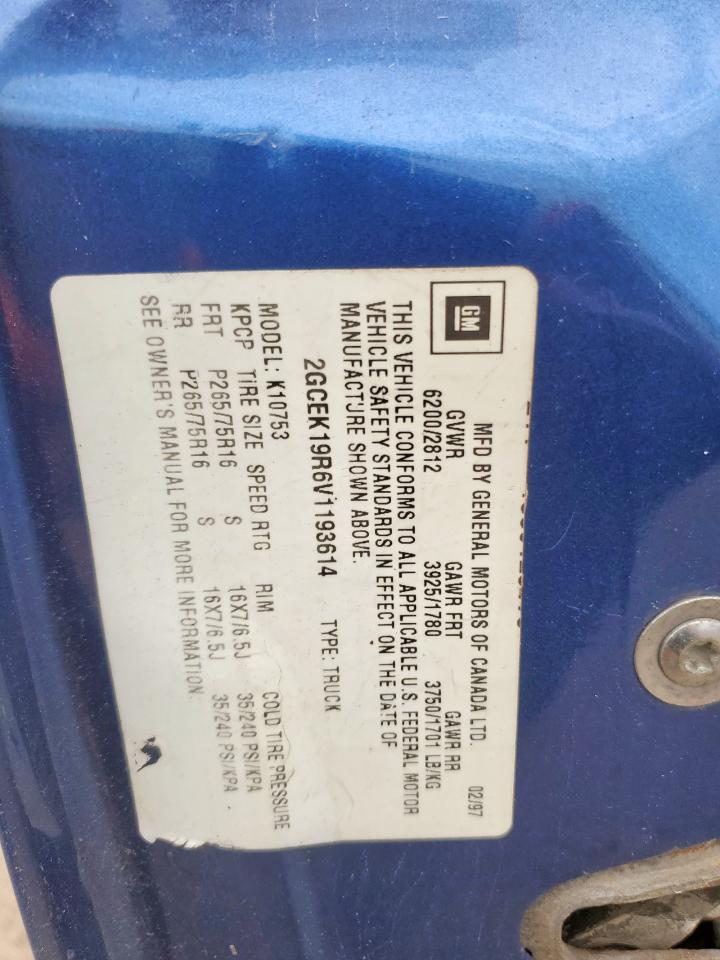 GM
MFD BY GENERAL MOTORS OF CANADA LTD. 02/97
GVWR GAWR FRT GAWR RR
6200/2812 3925/1780 3750/1701 LB/KG
THIS VEHICLE CONFORMS TO ALL APPLICABLE U.S. FEDERAL MOTOR
VEHICLE SAFETY STANDARDS IN EFFECT ON THE DATE OF
MANUFACTURE SHOWN ABOVE.
2GCEK19R6V1193614 TYPE: TRUCK
MODEL: K10753
KPCP TIRE SIZE SPEED RTG RIM COLD TIRE PRESSURE
FRT P265/75R16 S 16X7/6.5J 35/240 PSI/KPA
RR P265/75R16 S 16X7/6.5J 35/240 PSI/KPA
SEE OWNER'S MANUAL FOR MORE INFORMATION.